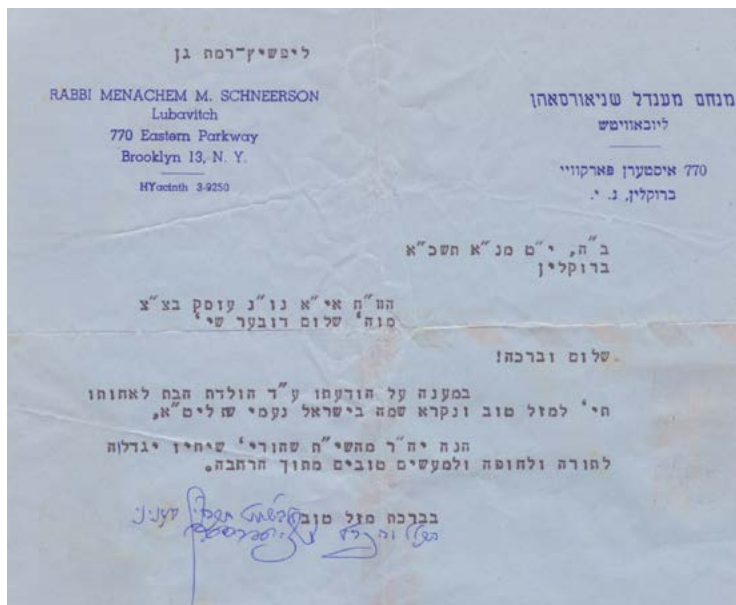 ליפשיץ-רמת גן
RABBI MENACHEM M. SCHNEERSON
Lubavitch
770 Eastern Parkway
Brooklyn 13, N. Y.
HYacinth 3-9250
מנחם מענדל שניאורסאהן
ליובאוויטש
770 איסטערן פארקוויי
ברוקלין, נ. י.
ב"ה, י"ט מנ"א תשכ"א
ברוקלין
הוו"ח אי"א נו"נ עוסק בצ"צ
מוה' שלום דובער שי'
שלום וברכה!
במענה על הודעתו ע"ד הולדת הבת לאחותו
תי' למזל טוב ונקרא שמה בישראל נעמי שליט"א,
הנה יה"ר מהשי"ת שהורי' שיחיו יגדלוה
לתורה ולחופה ולמעשים טובים מתוך הרחבה.
בברכת מזל טוב